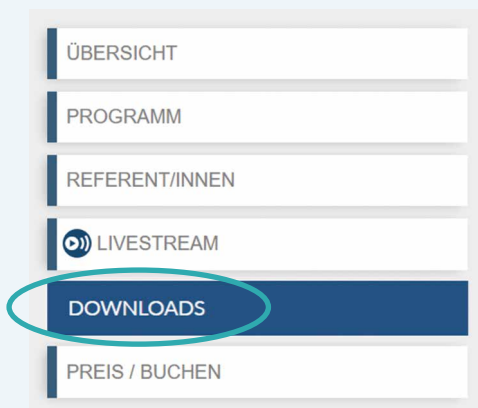 ÜBERSICHT
PROGRAMM
REFERENT/INNEN
LIVESTREAM
DOWNLOADS
PREIS / BUCHEN